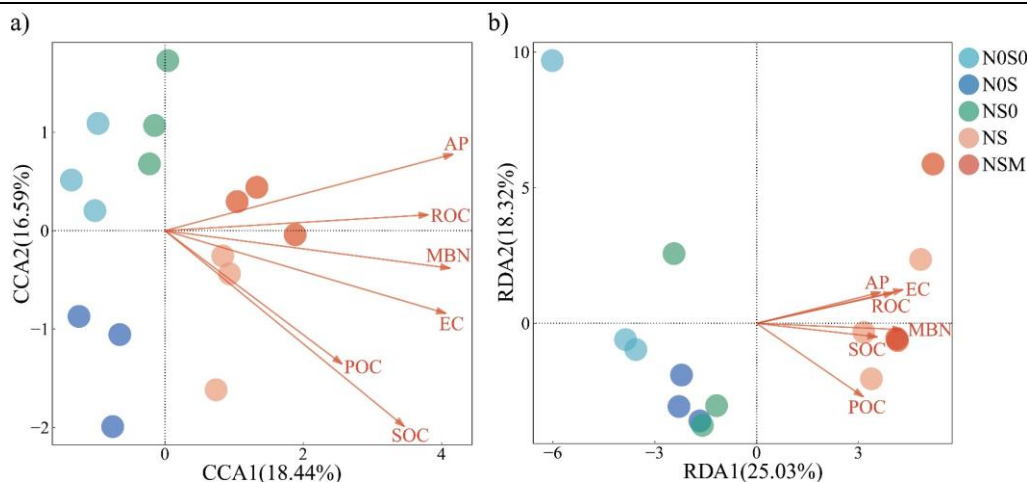 a)
CCA2(16.59%)
1
0
−1
−2
AP
ROC
MBN
EC
POC
SOC
0
2
4
CCA1(18.44%)
b)
RDA2(18.32%)
10
5
0
AP
EC
ROC
MBN
SOC
POC
−6
−3
0
3
RDA1(25.03%)
N0S0
N0S
NS0
NS
NSM